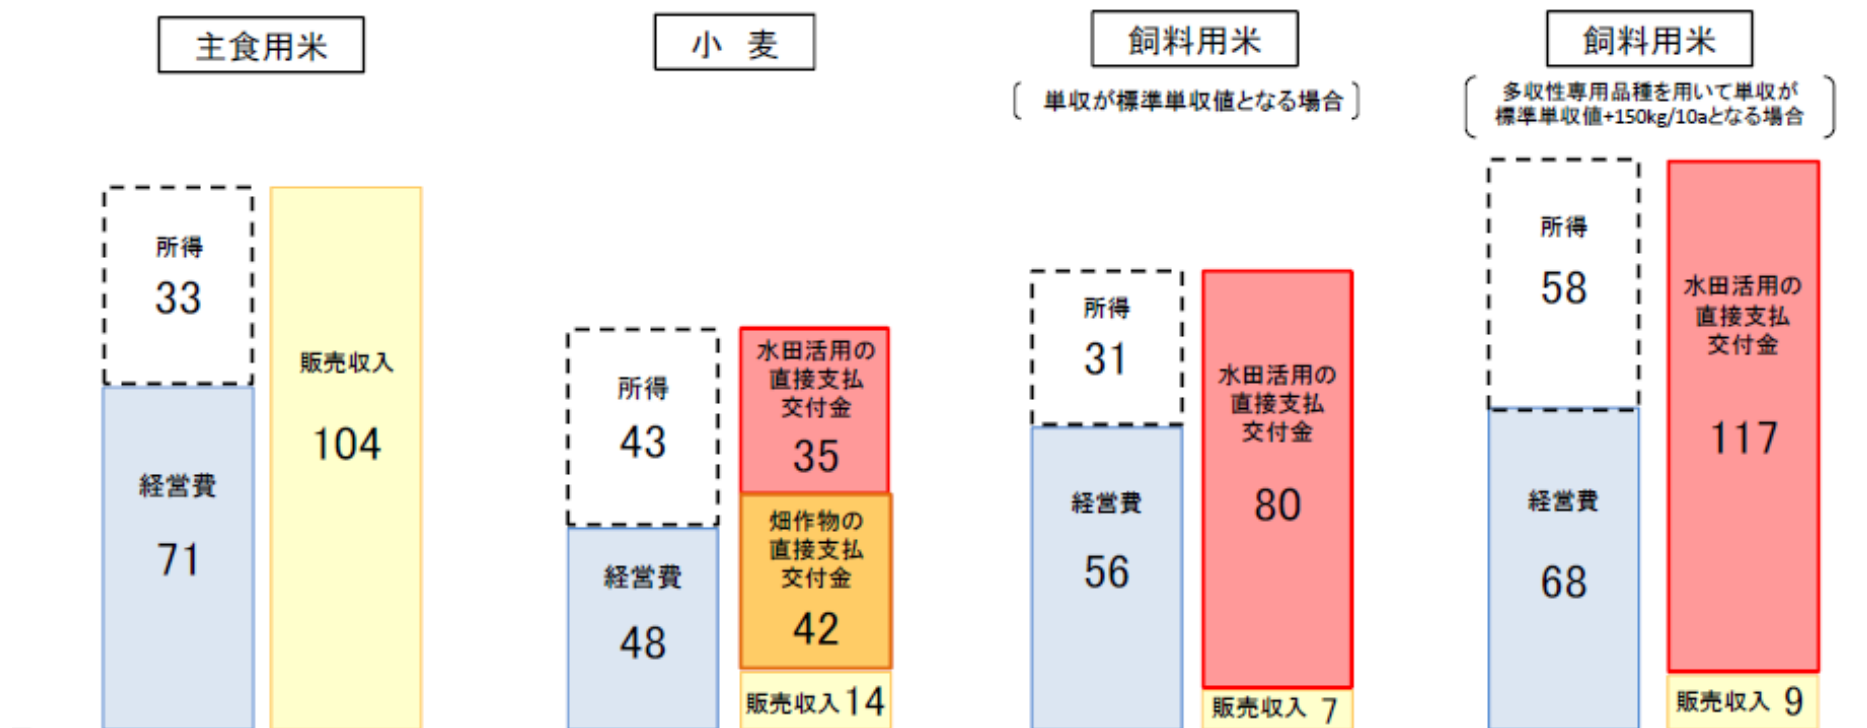 主食用米
所得
33
経営費
71
販売収入
104
小 麦
所得
43
経営費
48
水田活用の
直接支払
交付金
35
畑作物の
直接支払
交付金
42
販売収入 14
飼料用米
〔 単収が標準単収値となる場合 〕
所得
31
経営費
56
水田活用の
直接支払
交付金
80
販売収入 7
飼料用米
多収性専用品種を用いて単収が
標準単収値+150kg/10aとなる場合
所得
58
経営費
68
水田活用の
直接支払
交付金
117
販売収入 9